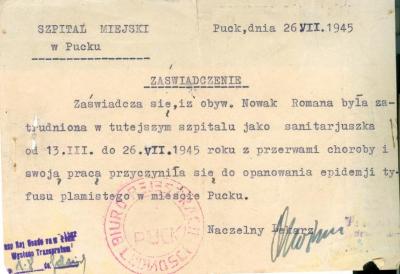 SZPITAL MIEJSKI
w Pucku
Puck, dnia 26 VII. 1945
ZAŚWIADCZENIE
Zaświadcza się, iż obyw. Nowak Romana była za-
trudniona w tutejszym szpitalu jako sanitarjuszka
od 13.III. do 26.VII. 1945 roku z przerwami choroby i
swoją pracą przyczyniła się do opanowania epidemji ty-
fusu plamistego w mieście Pucku.
Naczelny Lekarz
BIURO
PUCK